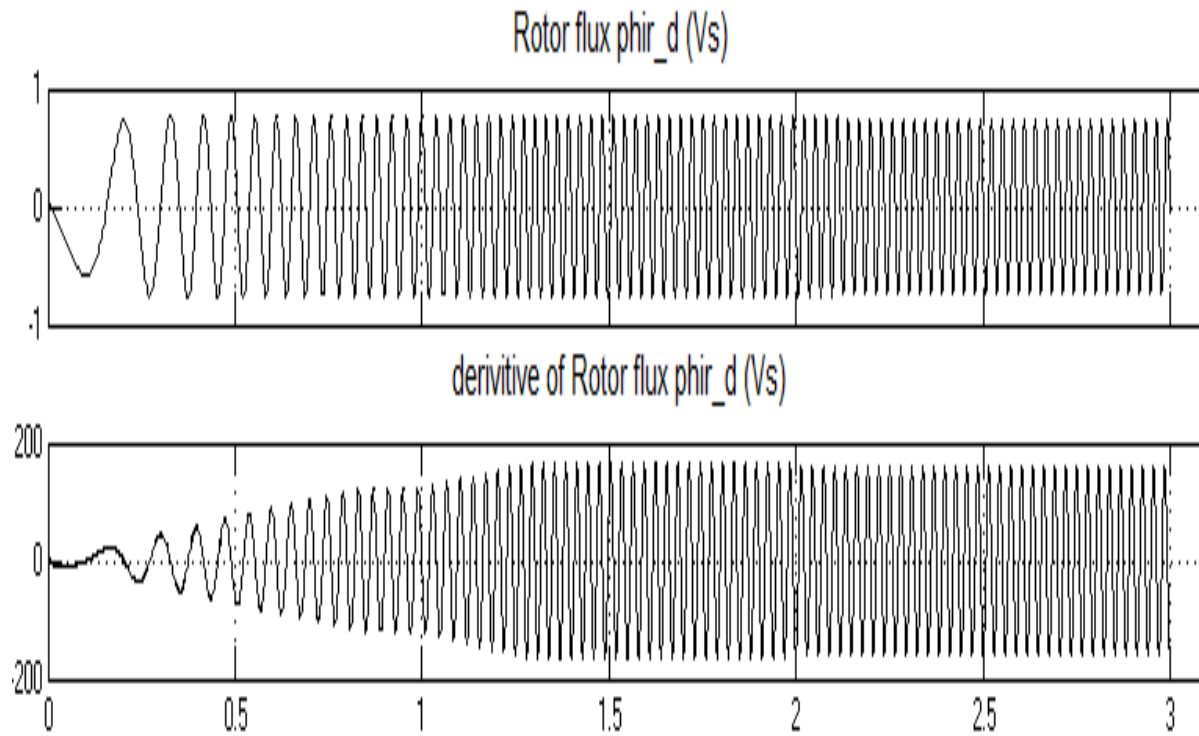 Rotor flux phir_d (Vs)
1
0
-1
derivitive of Rotor flux phir_d (Vs)
200
0
-200
0 0.5 1 1.5 2 2.5 3